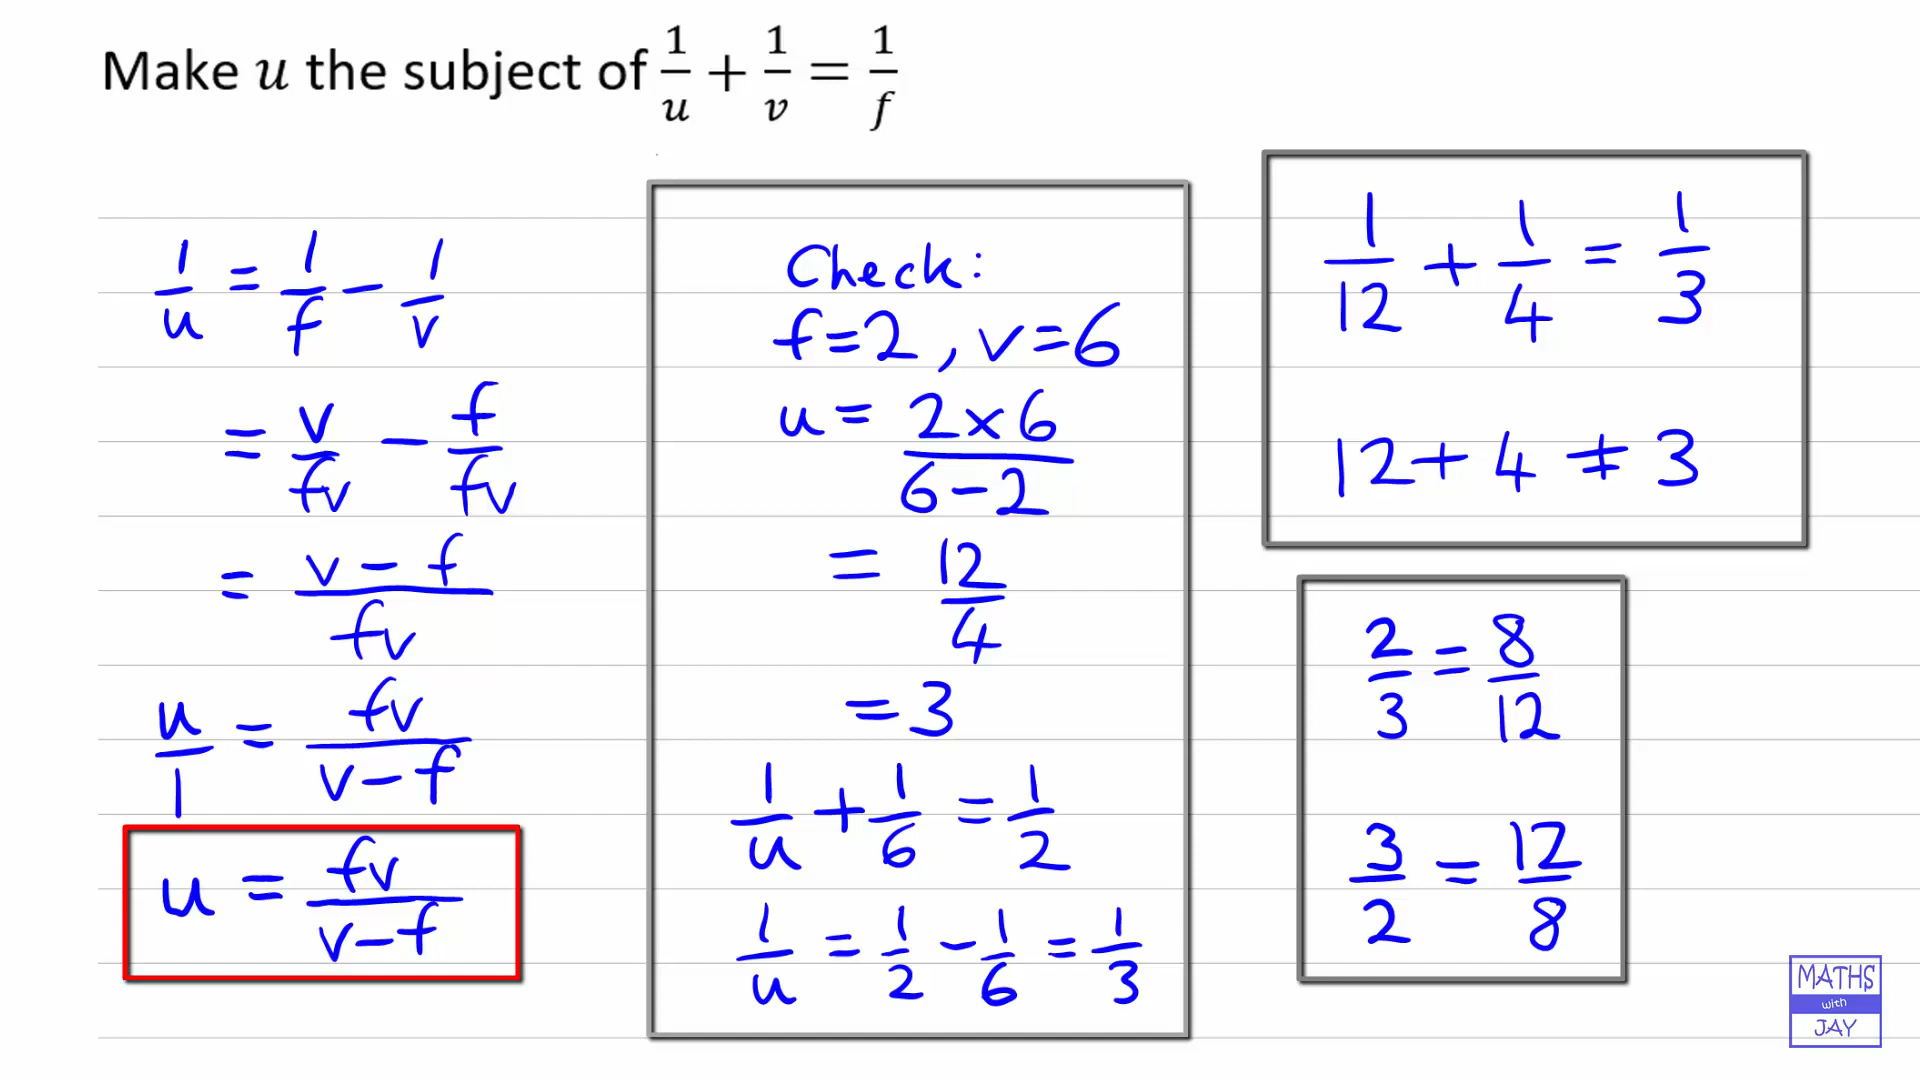 Make u the subject of 1/u + 1/v = 1/f
1/u = 1/f - 1/v
= v/fv - f/fv
= (v - f)/fv
u/1 = fv/(v - f)
u = fv/(v - f)
Check:
f = 2, v = 6
u = (2 × 6)/(6 - 2)
= 12/4
= 3
1/u + 1/6 = 1/2
1/u = 1/2 - 1/6 = 1/3
1/12 + 1/4 = 1/3
12 + 4 ≠ 3
2/3 = 8/12
3/2 = 12/8
MATHS
with
JAY